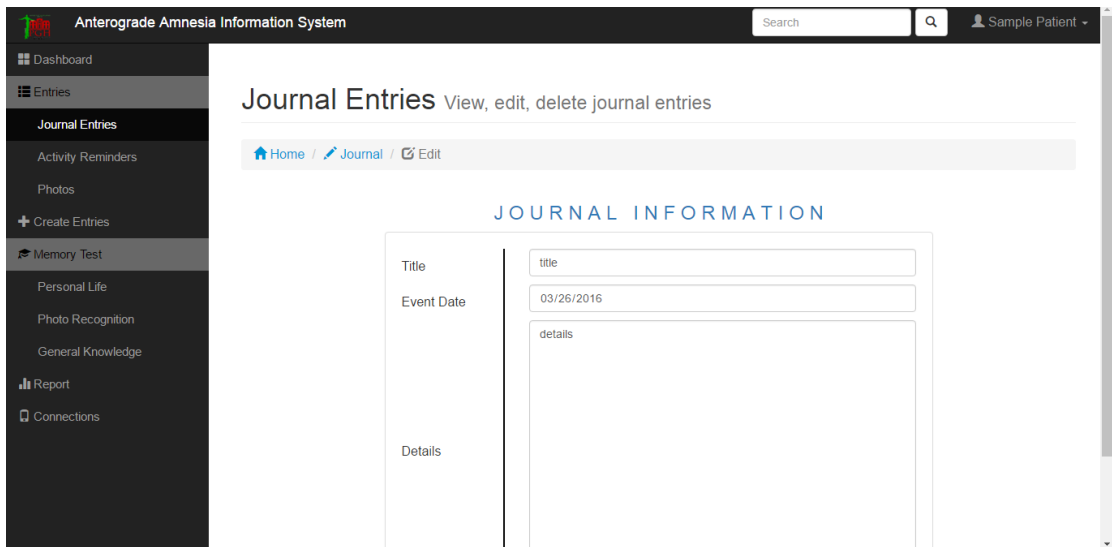 Anterograde Amnesia Information System
Search
Sample Patient
Dashboard
Entries
Journal Entries
Activity Reminders
Photos
Create Entries
Memory Test
Personal Life
Photo Recognition
General Knowledge
Report
Connections
Journal Entries View, edit, delete journal entries
Home / Journal / Edit
JOURNAL INFORMATION
Title title
Event Date 03/26/2016
Details details